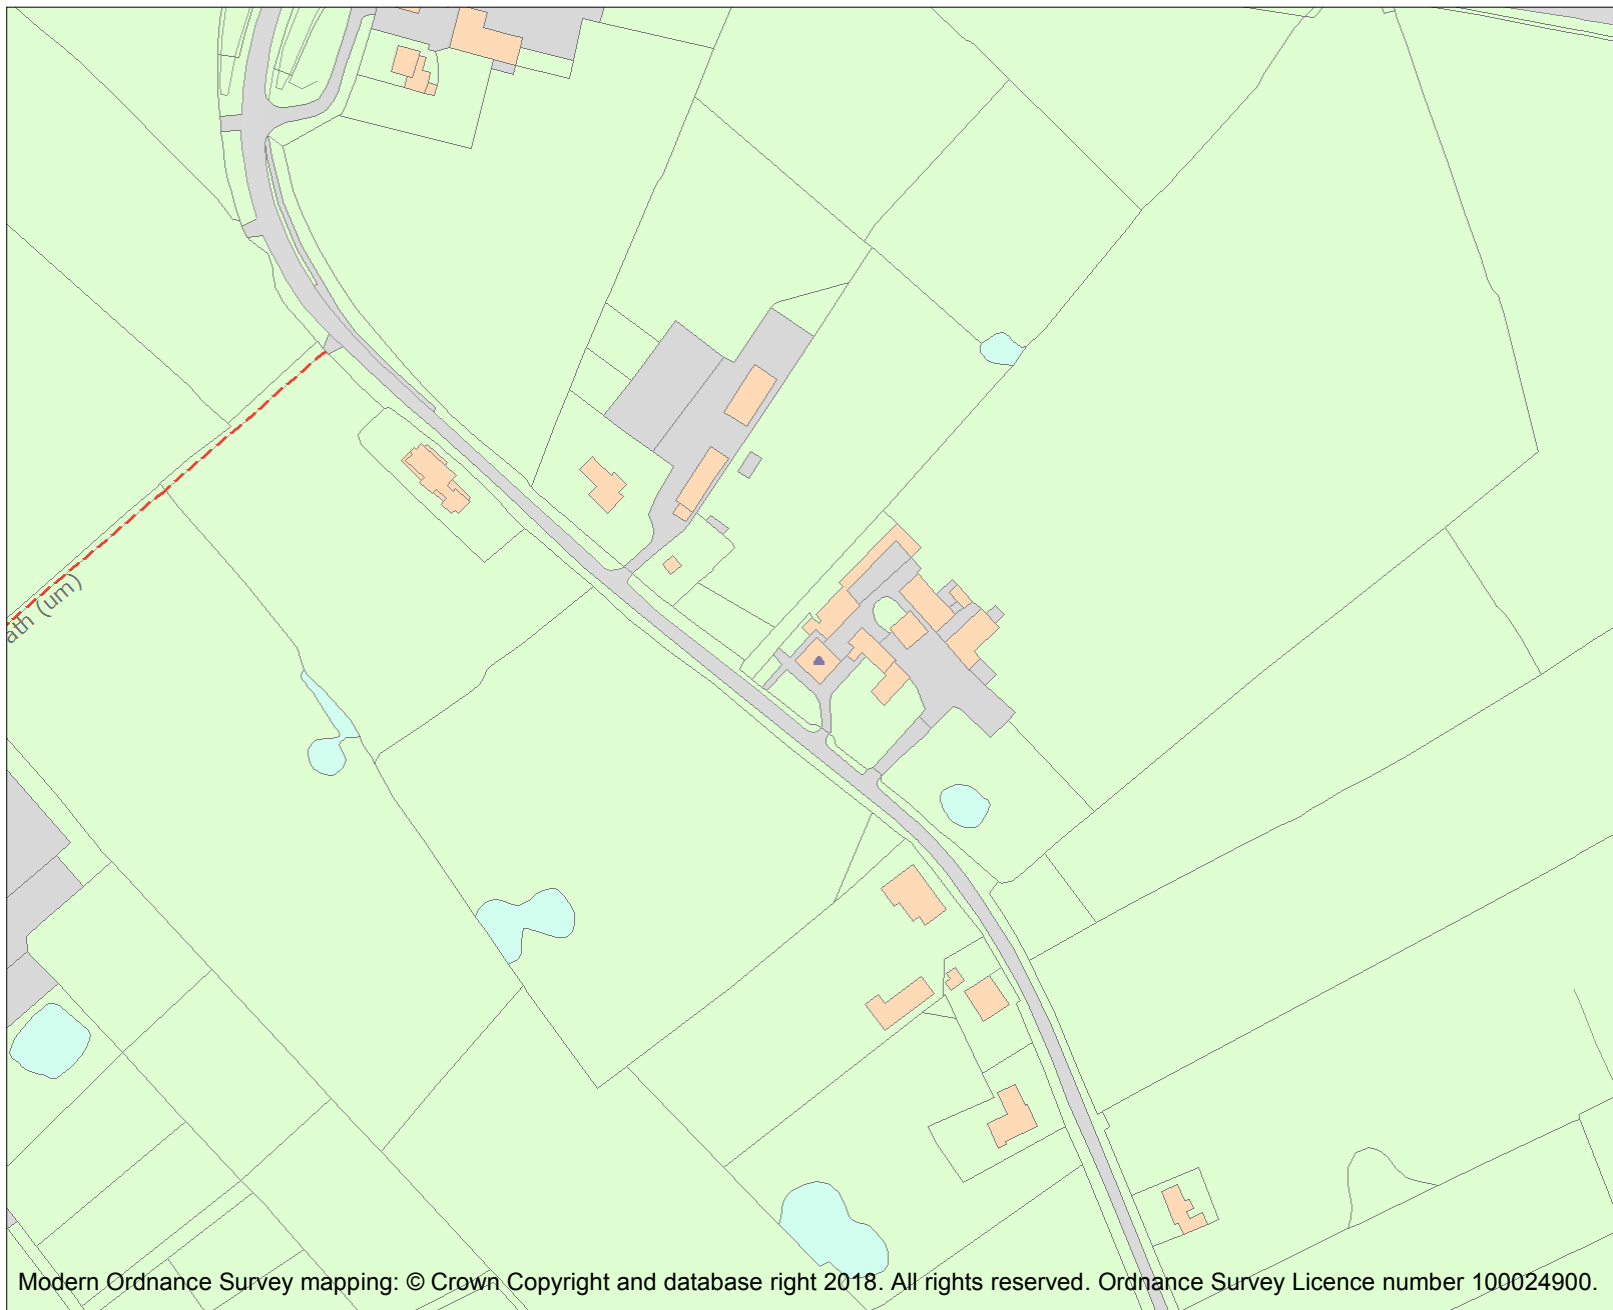 ath (um)
Modern Ordnance Survey mapping: © Crown Copyright and database right 2018. All rights reserved. Ordnance Survey Licence number 100024900.